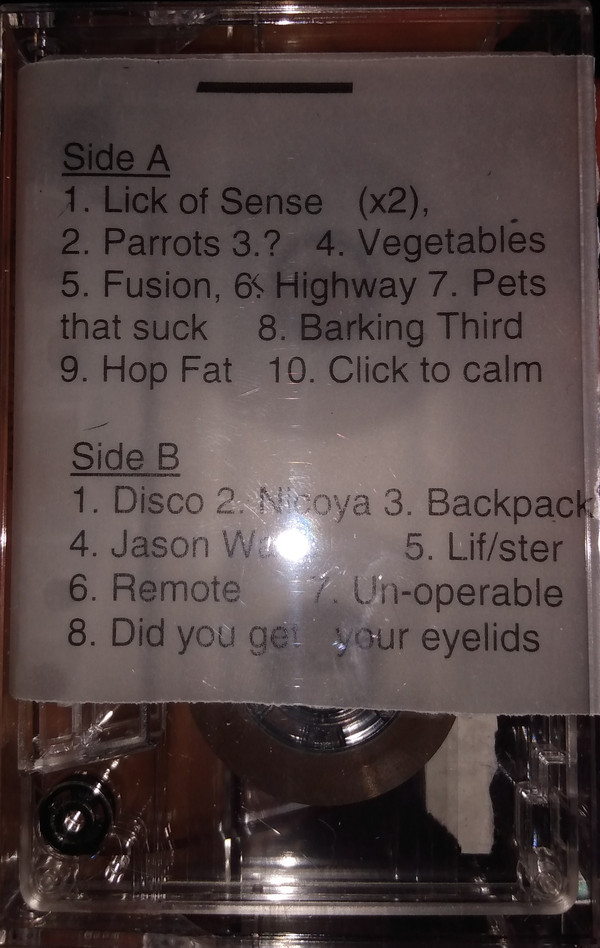 Side A
1. Lick of Sense (x2),
2. Parrots 3.? 4. Vegetables
5. Fusion, 6. Highway 7. Pets
that suck 8. Barking Third
9. Hop Fat 10. Click to calm
Side B
1. Disco 2. Nicoya 3. Backpack
4. Jason 5. Lif/ster
6. Remote 7. Un-operable
8. Did you get your eyelids